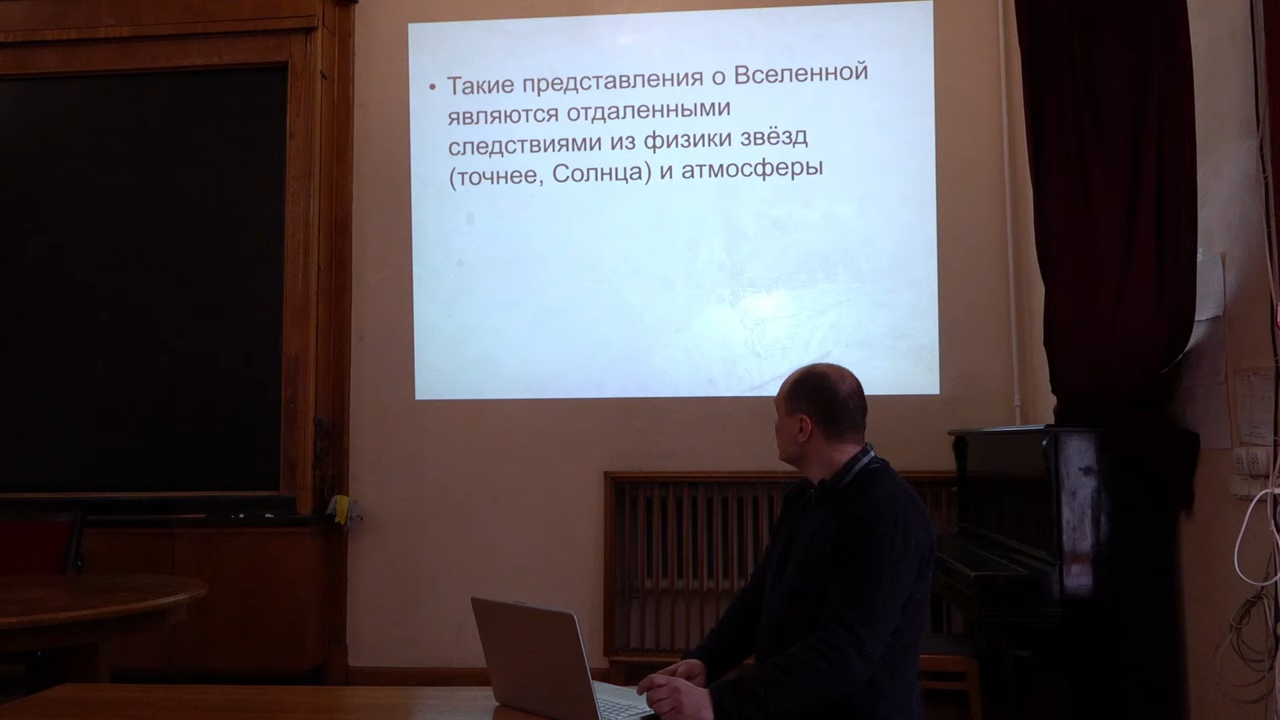 • Такие представления о Вселенной
являются отдаленными
следствиями из физики звёзд
(точнее, Солнца) и атмосферы